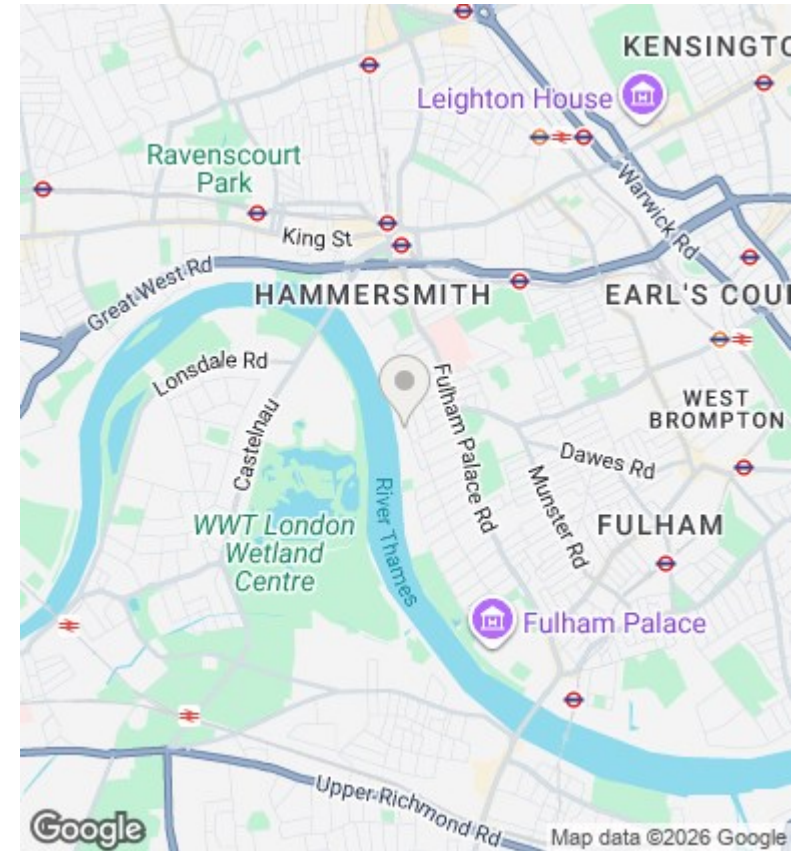 KENSINGTO
Leighton House
Ravenscourt
Park
Warwick Rd
King St
Great West Rd
HAMMERSMITH
EARL'S COU
Lonsdale Rd
Fulham Palace Rd
Castelnau
WEST
BROMPTON
Dawes Rd
Munster Rd
River Thames
WWT London
Wetland
Centre
FULHAM
Fulham Palace
Upper Richmond Rd
Google
Map data ©2026 Google